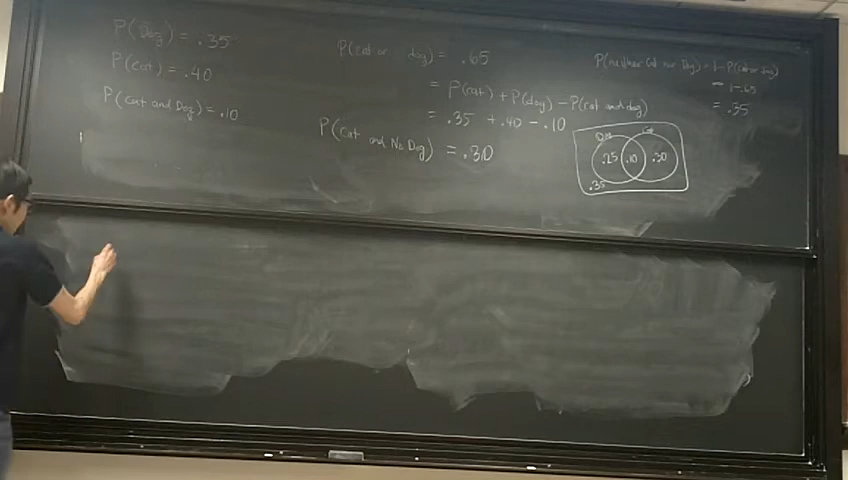 P(Dog) = .35
P(cat) = .40
P(cat and Dog) = .10
P(cat or dog) = .65
= P(cat) + P(dog) - P(cat and dog)
= .35 + .40 - .10
P(cat and No Dog) = .30
P(neither Cat nor Dog) = 1 - P(cat or dog)
= 1-.65
= .35
Dog Cat
.25 .10 .30
.35